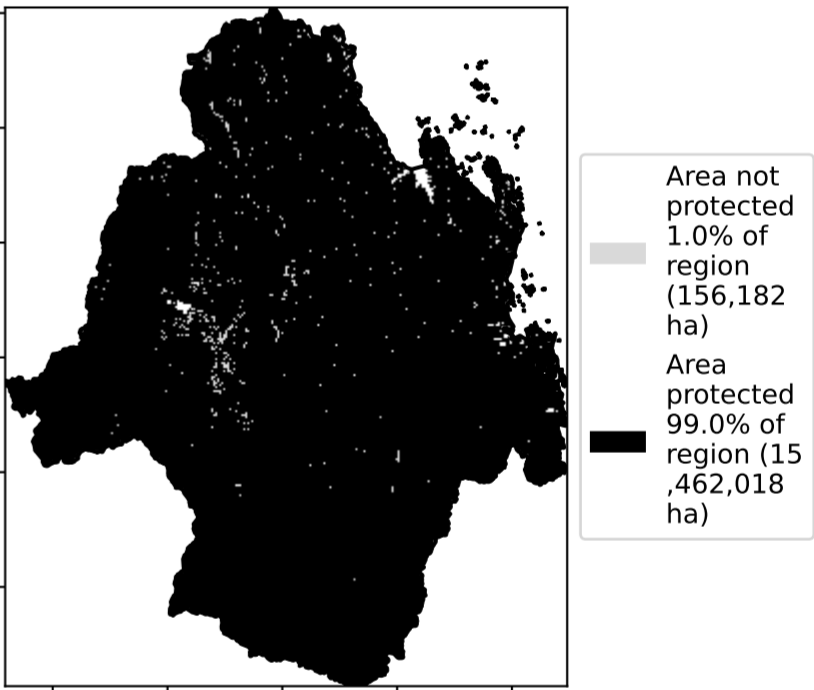 Area not
protected
1.0% of
region
(156,182
ha)
Area
protected
99.0% of
region (15
,462,018
ha)